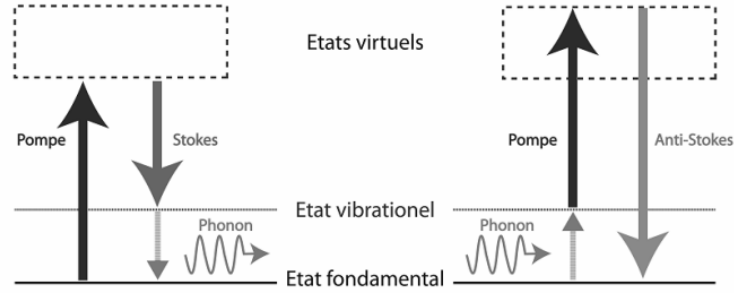 Etats virtuels
Pompe
Stokes
Pompe
Anti-Stokes
Etat vibrationel
Phonon
Phonon
Etat fondamental